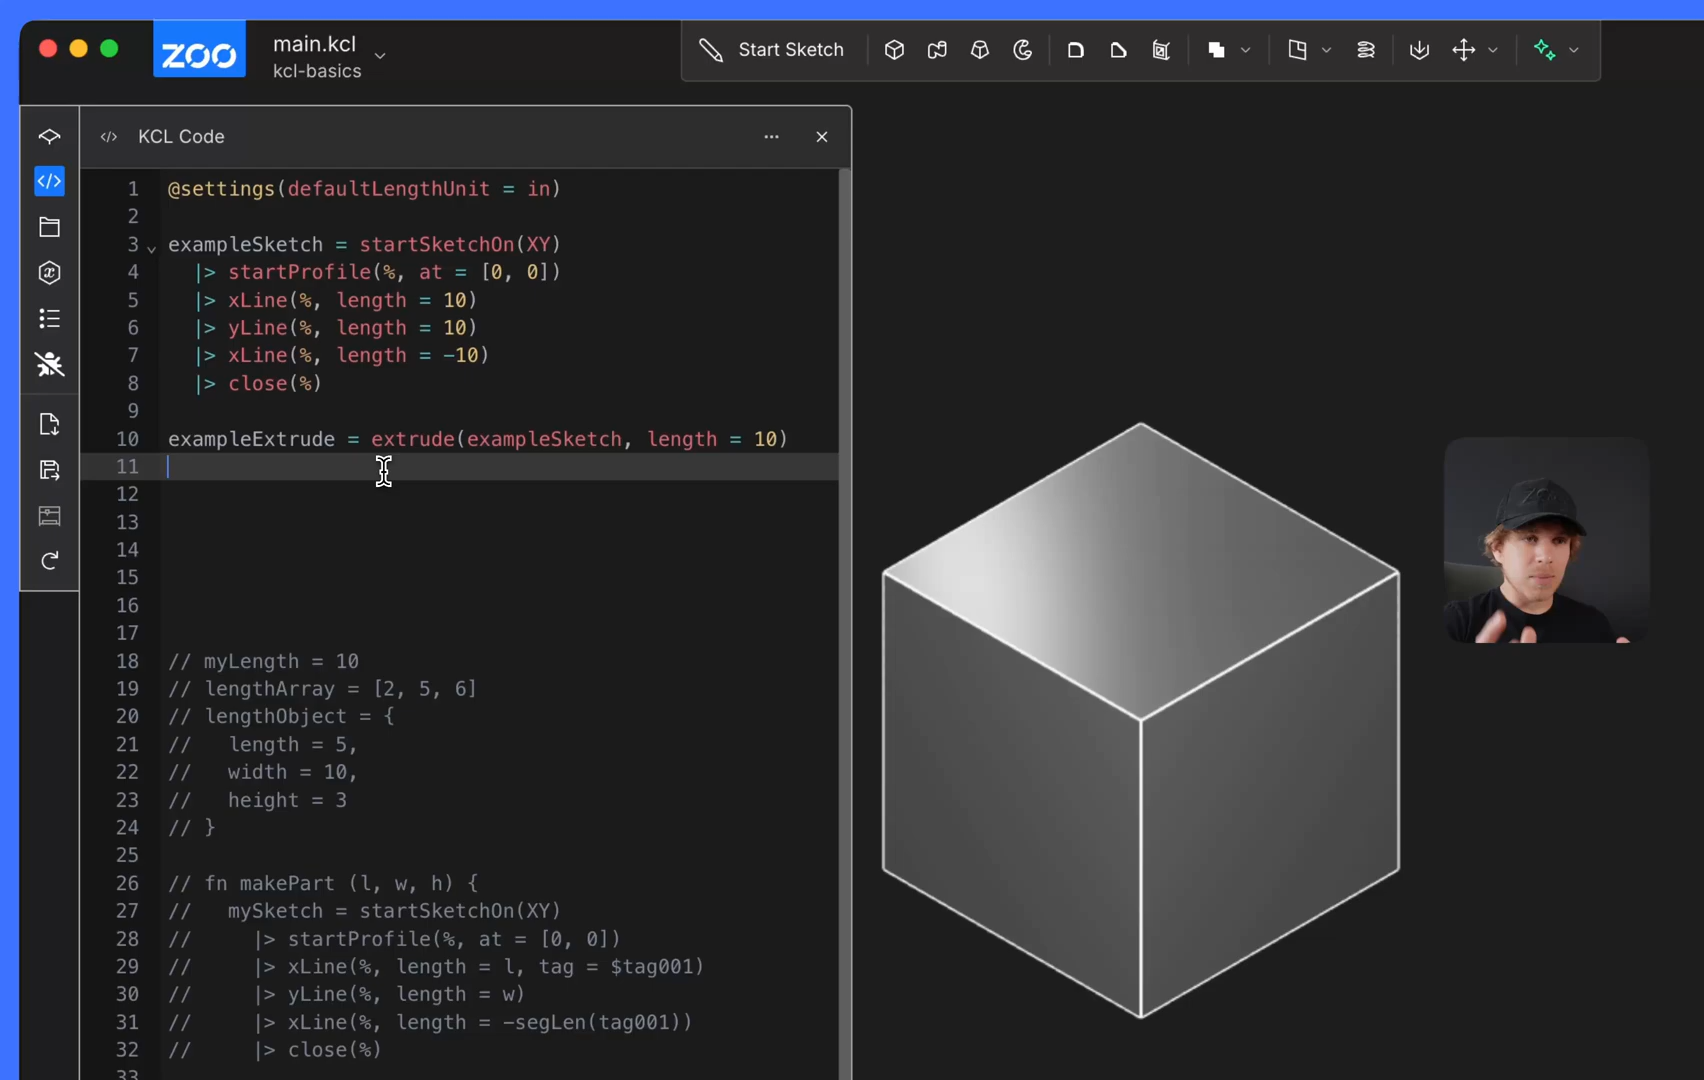 ZOO
main.kcl
kcl-basics
Start Sketch
KCL Code
1 @settings(defaultLengthUnit = in)
2
3 exampleSketch = startSketchOn(XY)
4 |> startProfile(%, at = [0, 0])
5 |> xLine(%, length = 10)
6 |> yLine(%, length = 10)
7 |> xLine(%, length = -10)
8 |> close(%)
9
10 exampleExtrude = extrude(exampleSketch, length = 10)
11
12
13
14
15
16
17
18 // myLength = 10
19 // lengthArray = [2, 5, 6]
20 // lengthObject = {
21 //   length = 5,
22 //   width = 10,
23 //   height = 3
24 // }
25
26 // fn makePart (l, w, h) {
27 //   mySketch = startSketchOn(XY)
28 //     |> startProfile(%, at = [0, 0])
29 //     |> xLine(%, length = l, tag = $tag001)
30 //     |> yLine(%, length = w)
31 //     |> xLine(%, length = -segLen(tag001))
32 //     |> close(%)
33
ZOO